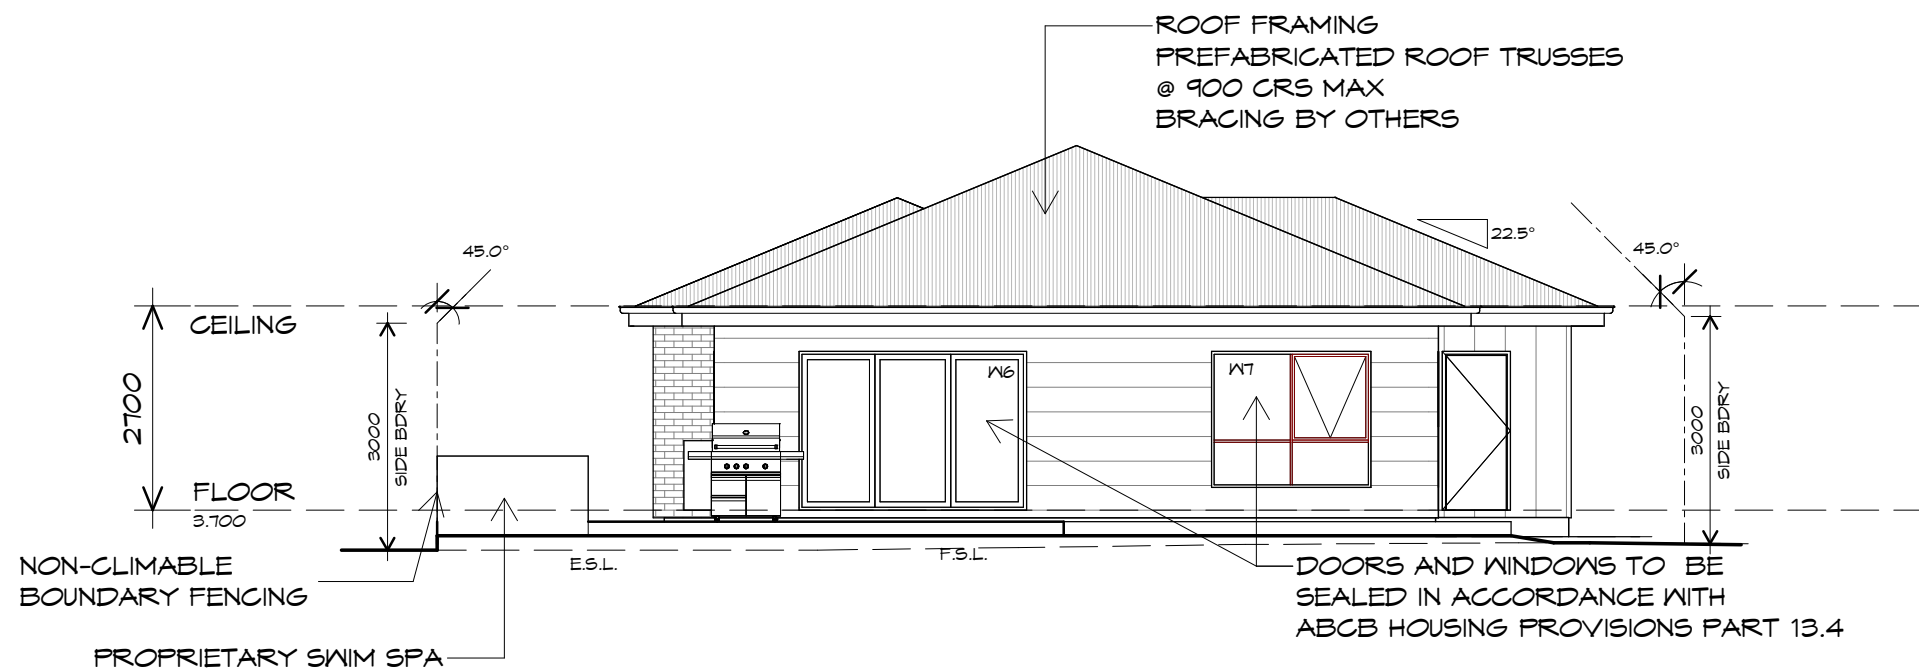 ROOF FRAMING
PREFABRICATED ROOF TRUSSES
@ 900 CRS MAX
BRACING BY OTHERS
45.0°
22.5°
45.0°
CEILING
2700
3000
SIDE BDRY
W6
W7
3000
SIDE BDRY
FLOOR
3.700
E.S.L.
F.S.L.
NON-CLIMABLE
BOUNDARY FENCING
PROPRIETARY SWIM SPA
DOORS AND WINDOWS TO BE
SEALED IN ACCORDANCE WITH
ABCB HOUSING PROVISIONS PART 13.4